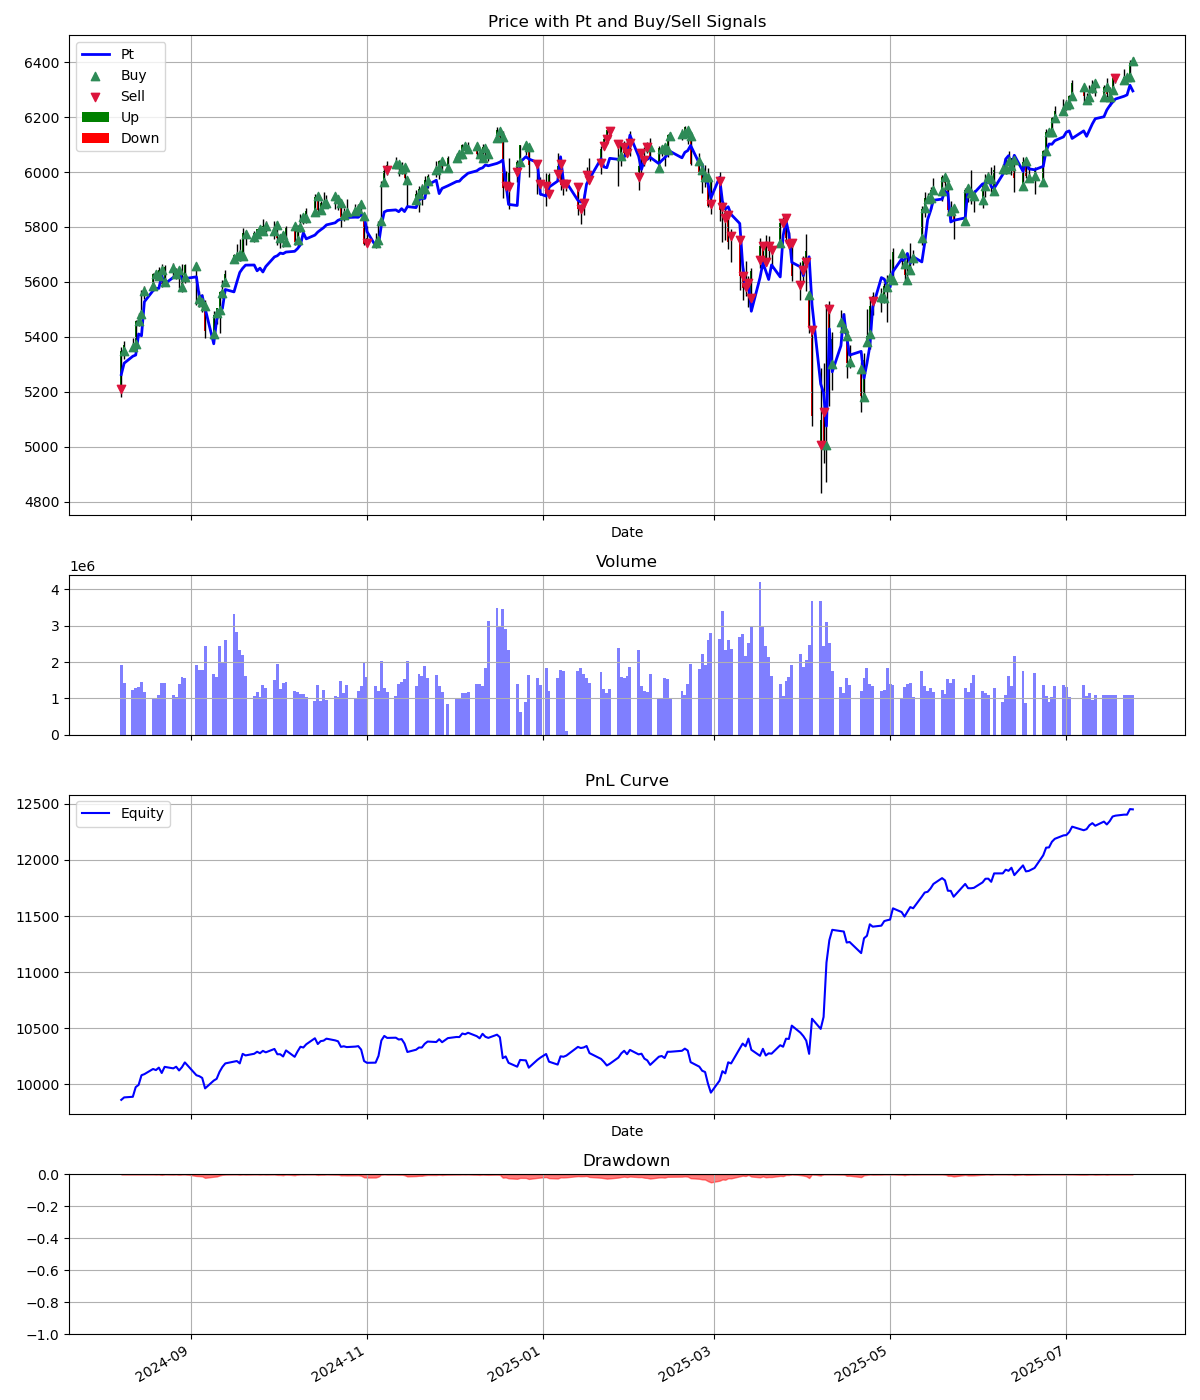 Price with Pt and Buy/Sell Signals
Pt
Buy
Sell
Up
Down
6400
6200
6000
5800
5600
5400
5200
5000
4800
Date
Volume
1e6
4
3
2
1
0
PnL Curve
Equity
12500
12000
11500
11000
10500
10000
Date
Drawdown
0.0
−0.2
−0.4
−0.6
−0.8
−1.0
2024-09
2024-11
2025-01
2025-03
2025-05
2025-07